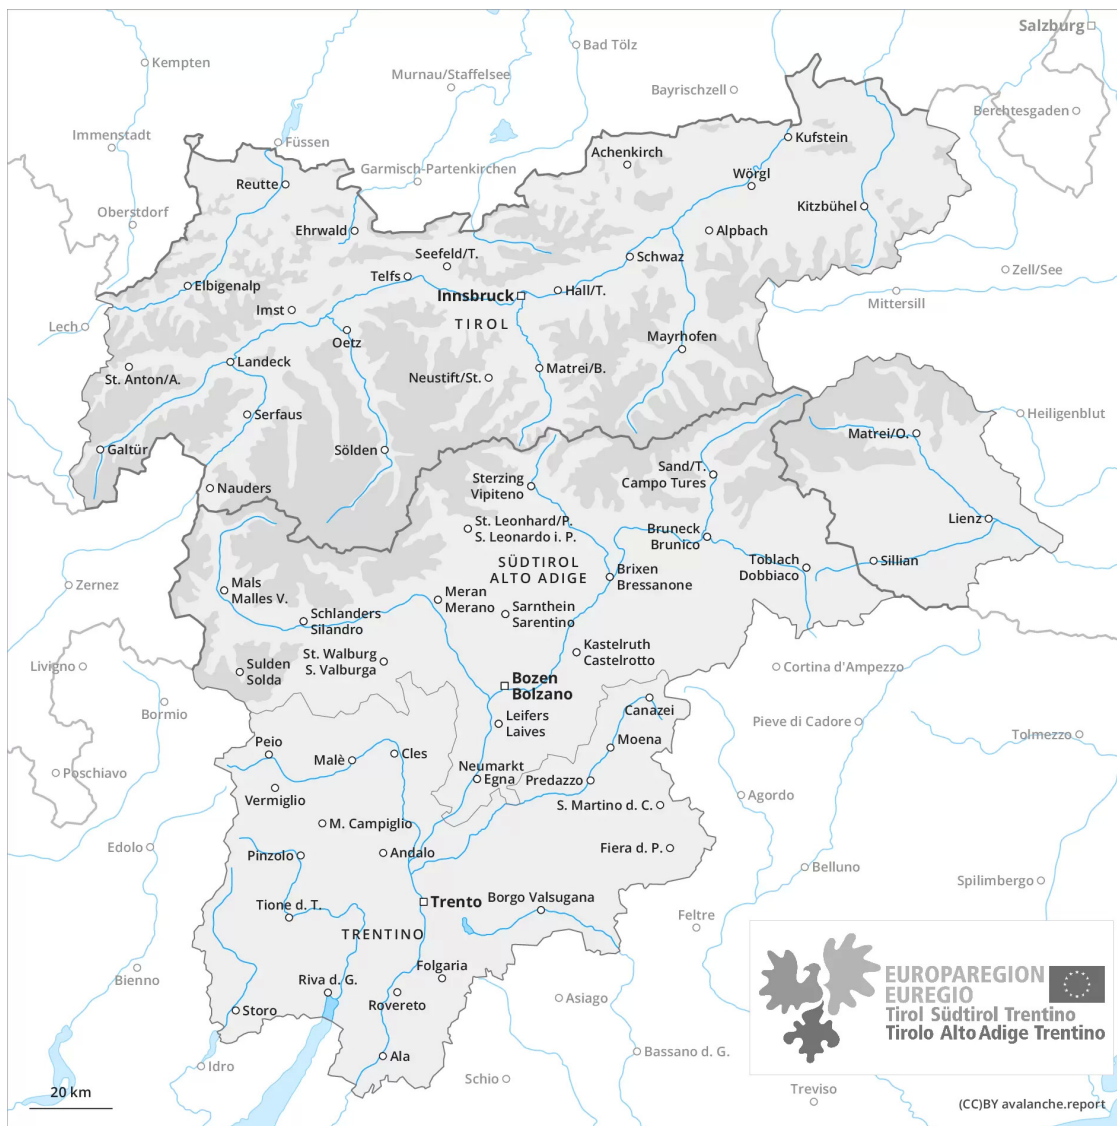 Salzburg
Bad Tölz
Kempten
Murnau/Staffelsee
Bayrischzell
Berchtesgaden
Immenstadt
Füssen
Kufstein
Achenkirch
Garmisch-Partenkirchen
Wörgl
Reutte
Oberstdorf
Kitzbühel
Ehrwald
Alpbach
Seefeld/T.
Schwaz
Zell/See
Telfs
Elbigenalp
Hall/T.
Innsbruck
Mittersill
Imst
TIROL
Lech
Oetz
Mayrhofen
Landeck
Matrei/B.
St. Anton/A.
Neustift/St.
Serfaus
Heiligenblut
Matrei/O.
Galtür
Sölden
Sand/T.
Campo Tures
Sterzing
Vipiteno
Nauders
Lienz
St. Leonhard/P.
S. Leonardo i. P.
Bruneck
Brunico
SÜDTIROL
ALTO ADIGE
Toblach
Dobbiaco
Sillian
Brixen
Bressanone
Zernez
Mals
Malles V.
Meran
Merano
Schlanders
Silandro
Sarnthein
Sarentino
Kastelruth
Castelrotto
St. Walburg
S. Valburga
Livigno
Sulden
Solda
Cortina d'Ampezzo
Bozen
Bolzano
Canazei
Bormio
Leifers
Laives
Pieve di Cadore
Tolmezzo
Moena
Peio
Cles
Malè
Neumarkt
Egna
Predazzo
Poschiavo
Vermiglio
S. Martino d. C.
Agordo
M. Campiglio
Edolo
Pinzolo
Andalo
Fiera d. P.
Belluno
Spilimbergo
Trento
Borgo Valsugana
Tione d. T.
Feltre
TRENTINO
Folgaria
Bienno
Riva d. G.
Rovereto
Asiago
Storo
EUROPAREGION
EUREGIO
Tirol Südtirol Trentino
Tirolo Alto Adige Trentino
Ala
Bassano d. G.
Idro
Schio
Treviso
20 km
(CC)BY avalanche.report